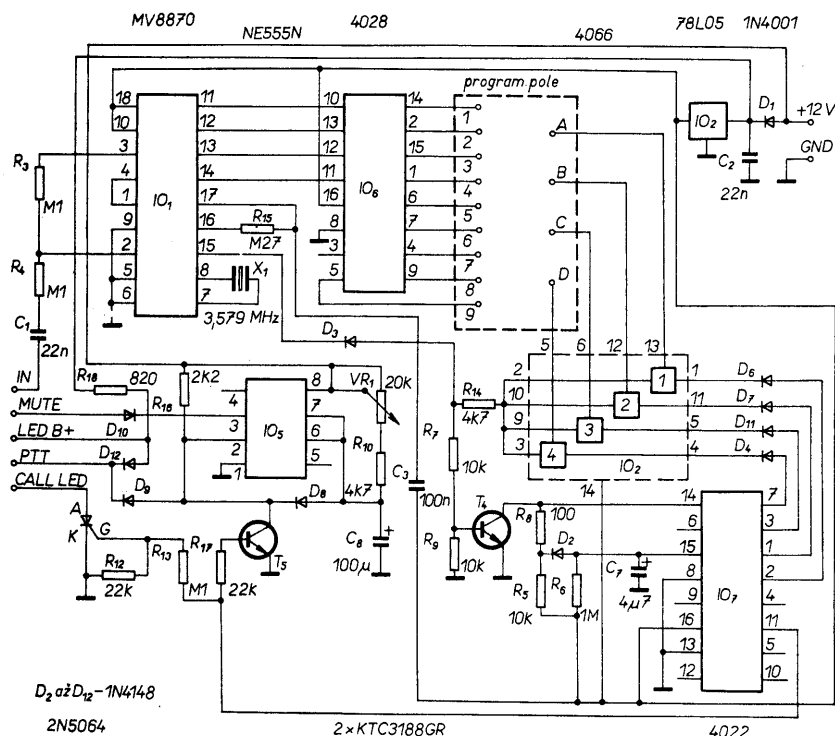 MV8870 NE555N 4028 4066 78L05 1N4001
program. pole
18 11 10 14
10 12 13 2 1
3 13 12 15 2
4 14 11 1 3
1 17 16 6 4
9 16 8 7 5
2 15 3 4 6
5 8 5 9 7
6 7 8
9
IO1
IO6
A
B
C
D
IO2
D1
+12V
GND
C2
22n
R3
M1
R4
M1
C1
22n
R15
M27
X1
3,579 MHz
D3
IN
MUTE
LED B+
PTT
CALL LED
R18
820
2K2
R16
D10
D12
D9
4
3
2
1
IO5
8
7
6
5
VR1
20K
R10
4k7
D8
C8
+
100µ
C3
100n
A
K
G
R12
22k
R13
M1
R17
22k
T5
R14
4k7
R7
10k
R9
10k
T4
R8
100
D2
R5
10k
R6
1M
C7
+
4µ7
5 6 12 13
2 1 1 D6
10 2 11 D7
9 3 5 D11
3 4 4 D4
IO2
14
14 7
6 3
15 1
8 2
9 4
16 11
13 5
12 10
IO7
D2 až D12 - 1N4148
2N5064 2 x KTC3188GR 4022